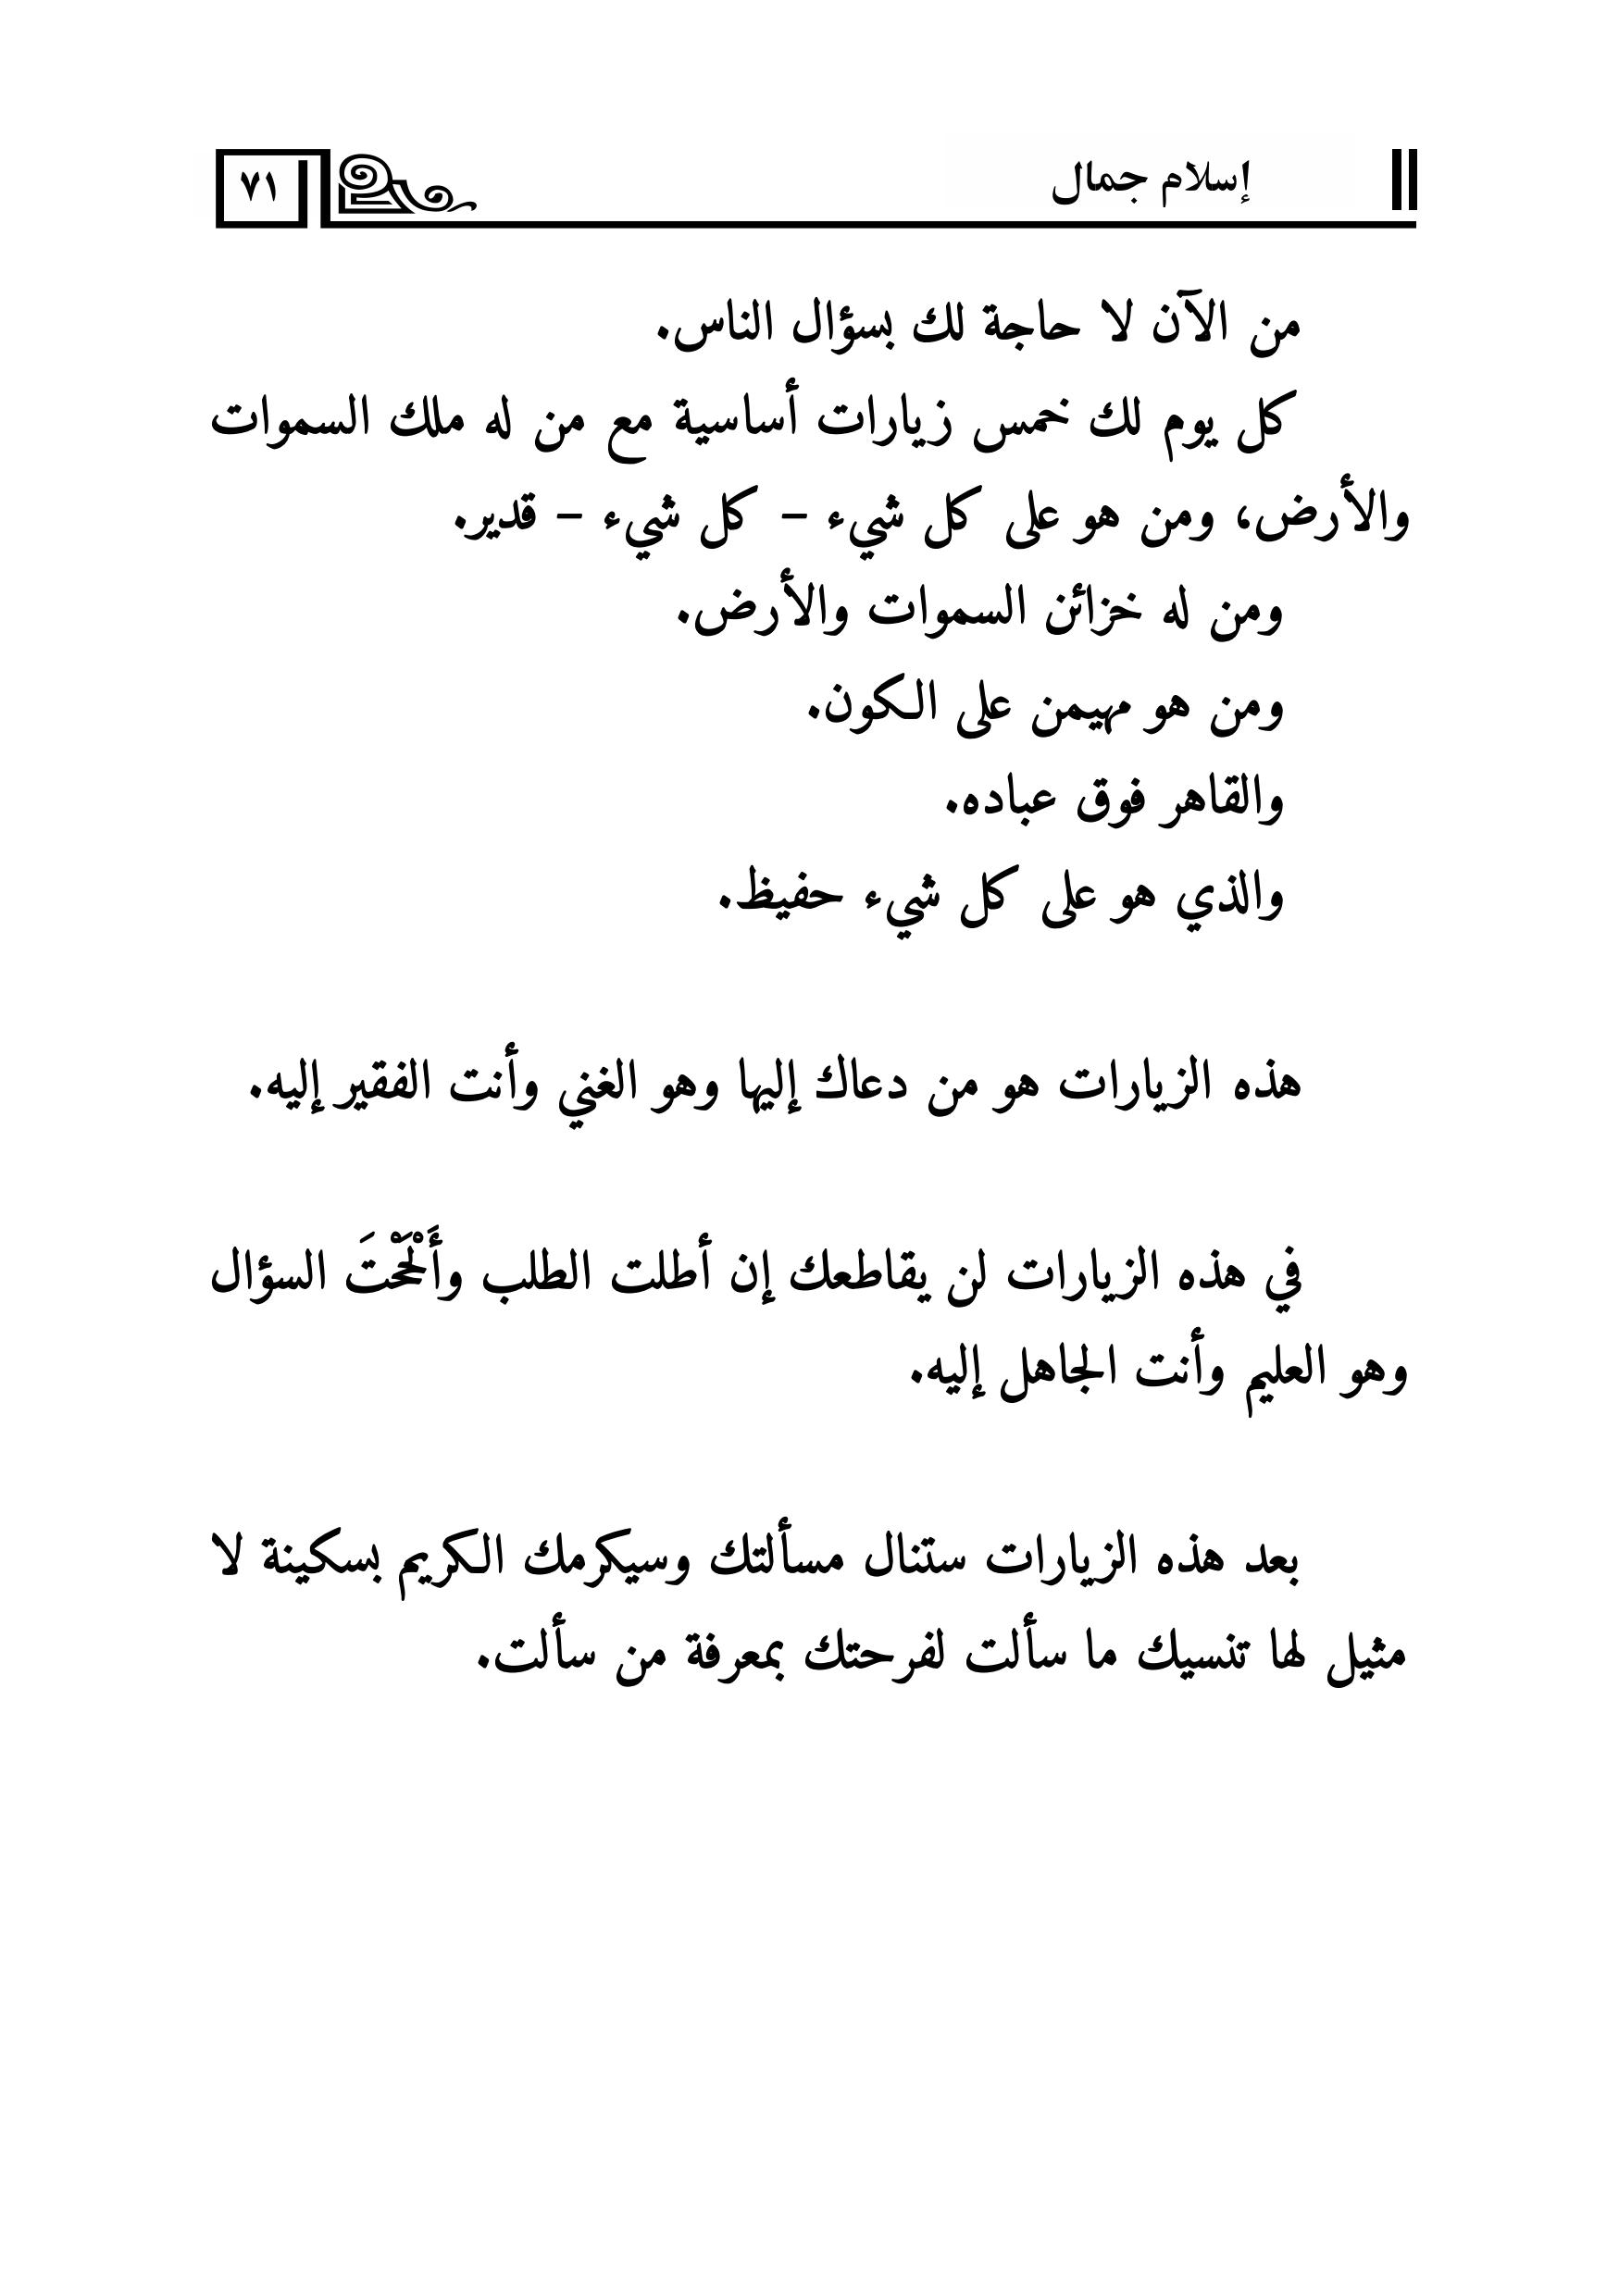 إسلام جمال
٧١
من الآن لا حاجة لك بسؤال الناس.
كل يوم لك خمس زيارات أساسية مع من له ملك السموات
والأرض، ومن هو على كل شيء – كل شيء – قدير.
ومن له خزائن السموات والأرض.
ومن هو مهيمن على الكون.
والقاهر فوق عباده.
والذي هو على كل شيء حفيظ.
هذه الزيارات هو من دعاك إليها وهو الغني وأنت الفقير إليه.
في هذه الزيارات لن يقاطعك إن أطلت الطلب وأَلْحَحْتَ السؤال
وهو العليم وأنت الجاهل إليه.
بعد هذه الزيارات ستنال مسألتك وسيكرمك الكريم بسكينة لا
مثيل لها تنسيك ما سألت لفرحتك بمعرفة من سألت.